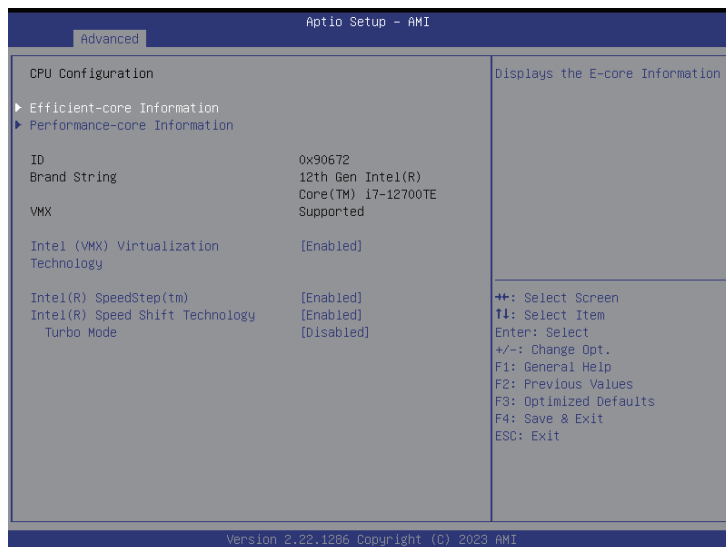 Aptio Setup – AMI
Advanced
CPU Configuration
Efficient-core Information
Performance-core Information
ID 0x90672
Brand String 12th Gen Intel(R)
Core(TM) i7-12700TE
VMX Supported
Intel (VMX) Virtualization [Enabled]
Technology
Intel(R) SpeedStep(tm) [Enabled]
Intel(R) Speed Shift Technology [Enabled]
Turbo Mode [Disabled]
Displays the E-core Information
→←: Select Screen
↑↓: Select Item
Enter: Select
+/-: Change Opt.
F1: General Help
F2: Previous Values
F3: Optimized Defaults
F4: Save & Exit
ESC: Exit
Version 2.22.1286 Copyright (C) 2023 AMI